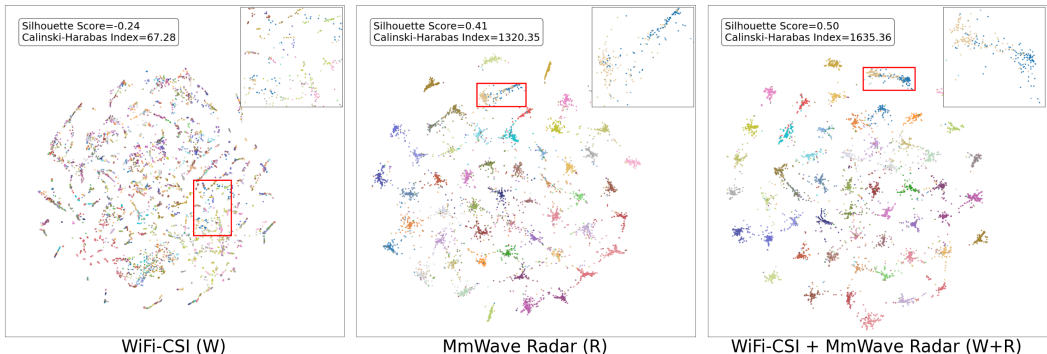 Silhouette Score=-0.24
Calinski-Harabas Index=67.28
Silhouette Score=0.41
Calinski-Harabas Index=1320.35
Silhouette Score=0.50
Calinski-Harabas Index=1635.36
WiFi-CSI (W)
MmWave Radar (R)
WiFi-CSI + MmWave Radar (W+R)